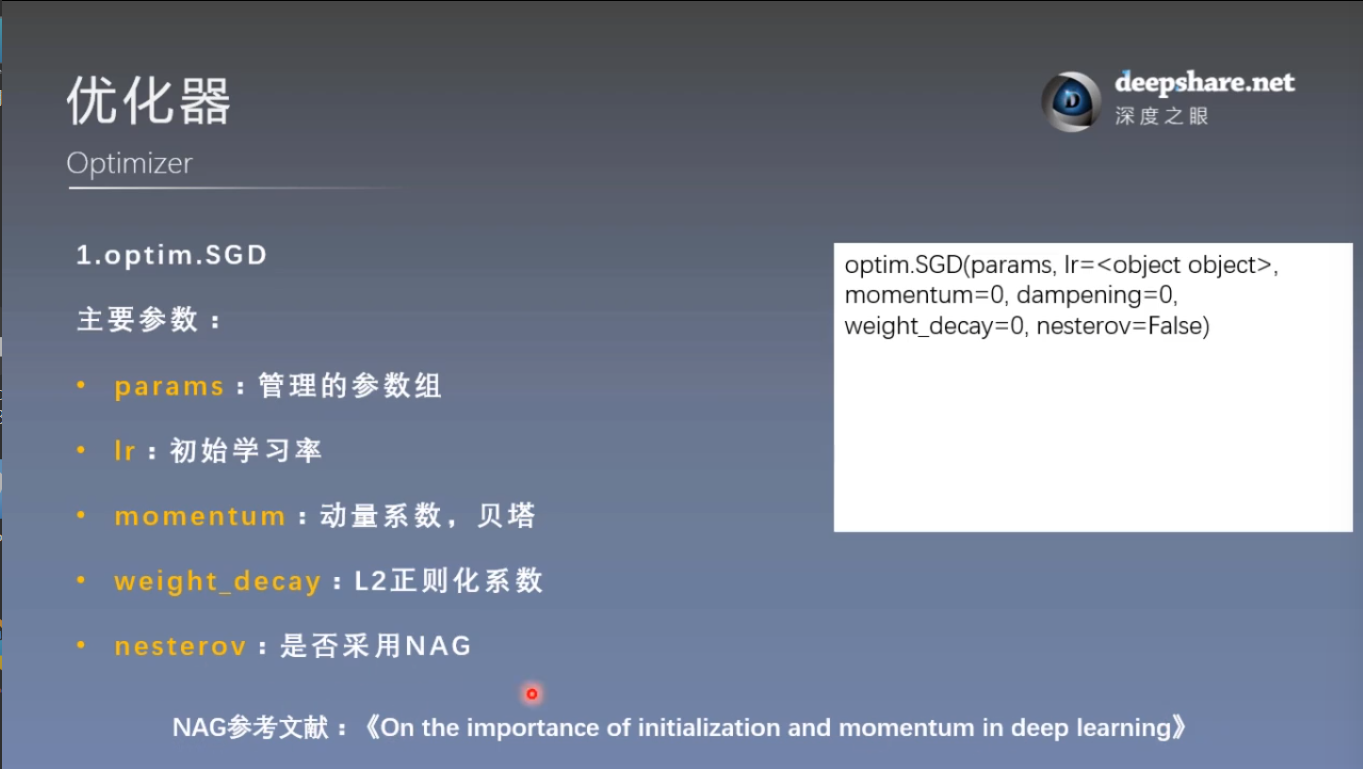 优化器
deepshare.net
深度之眼
Optimizer
1.optim.SGD
主要参数：
• params：管理的参数组
• lr：初始学习率
• momentum：动量系数，贝塔
• weight_decay：L2正则化系数
• nesterov：是否采用NAG
optim.SGD(params, lr=<object object>,
momentum=0, dampening=0,
weight_decay=0, nesterov=False)
NAG参考文献：《On the importance of initialization and momentum in deep learning》